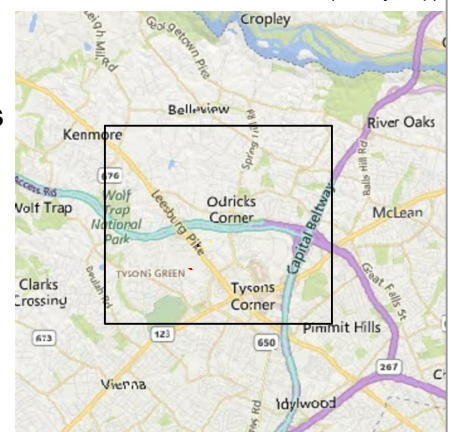 Cropley
Leigh Mill Rd
Georgetown Pike
Belleview
River Oaks
Kenmore
Spring
Balls Hill Rd
676
Access Rd
Wolf Trap
Wolf
Trap
National
Park
Leesburg Pike
Odricks
Corner
Capital Beltway
McLean
TYSONS GREEN
Clarks
Crossing
Beulah Rd
Tysons
Corner
Great Falls St
Pimmit Hills
673
123
650
267
Vienna
Idylwood
Rd